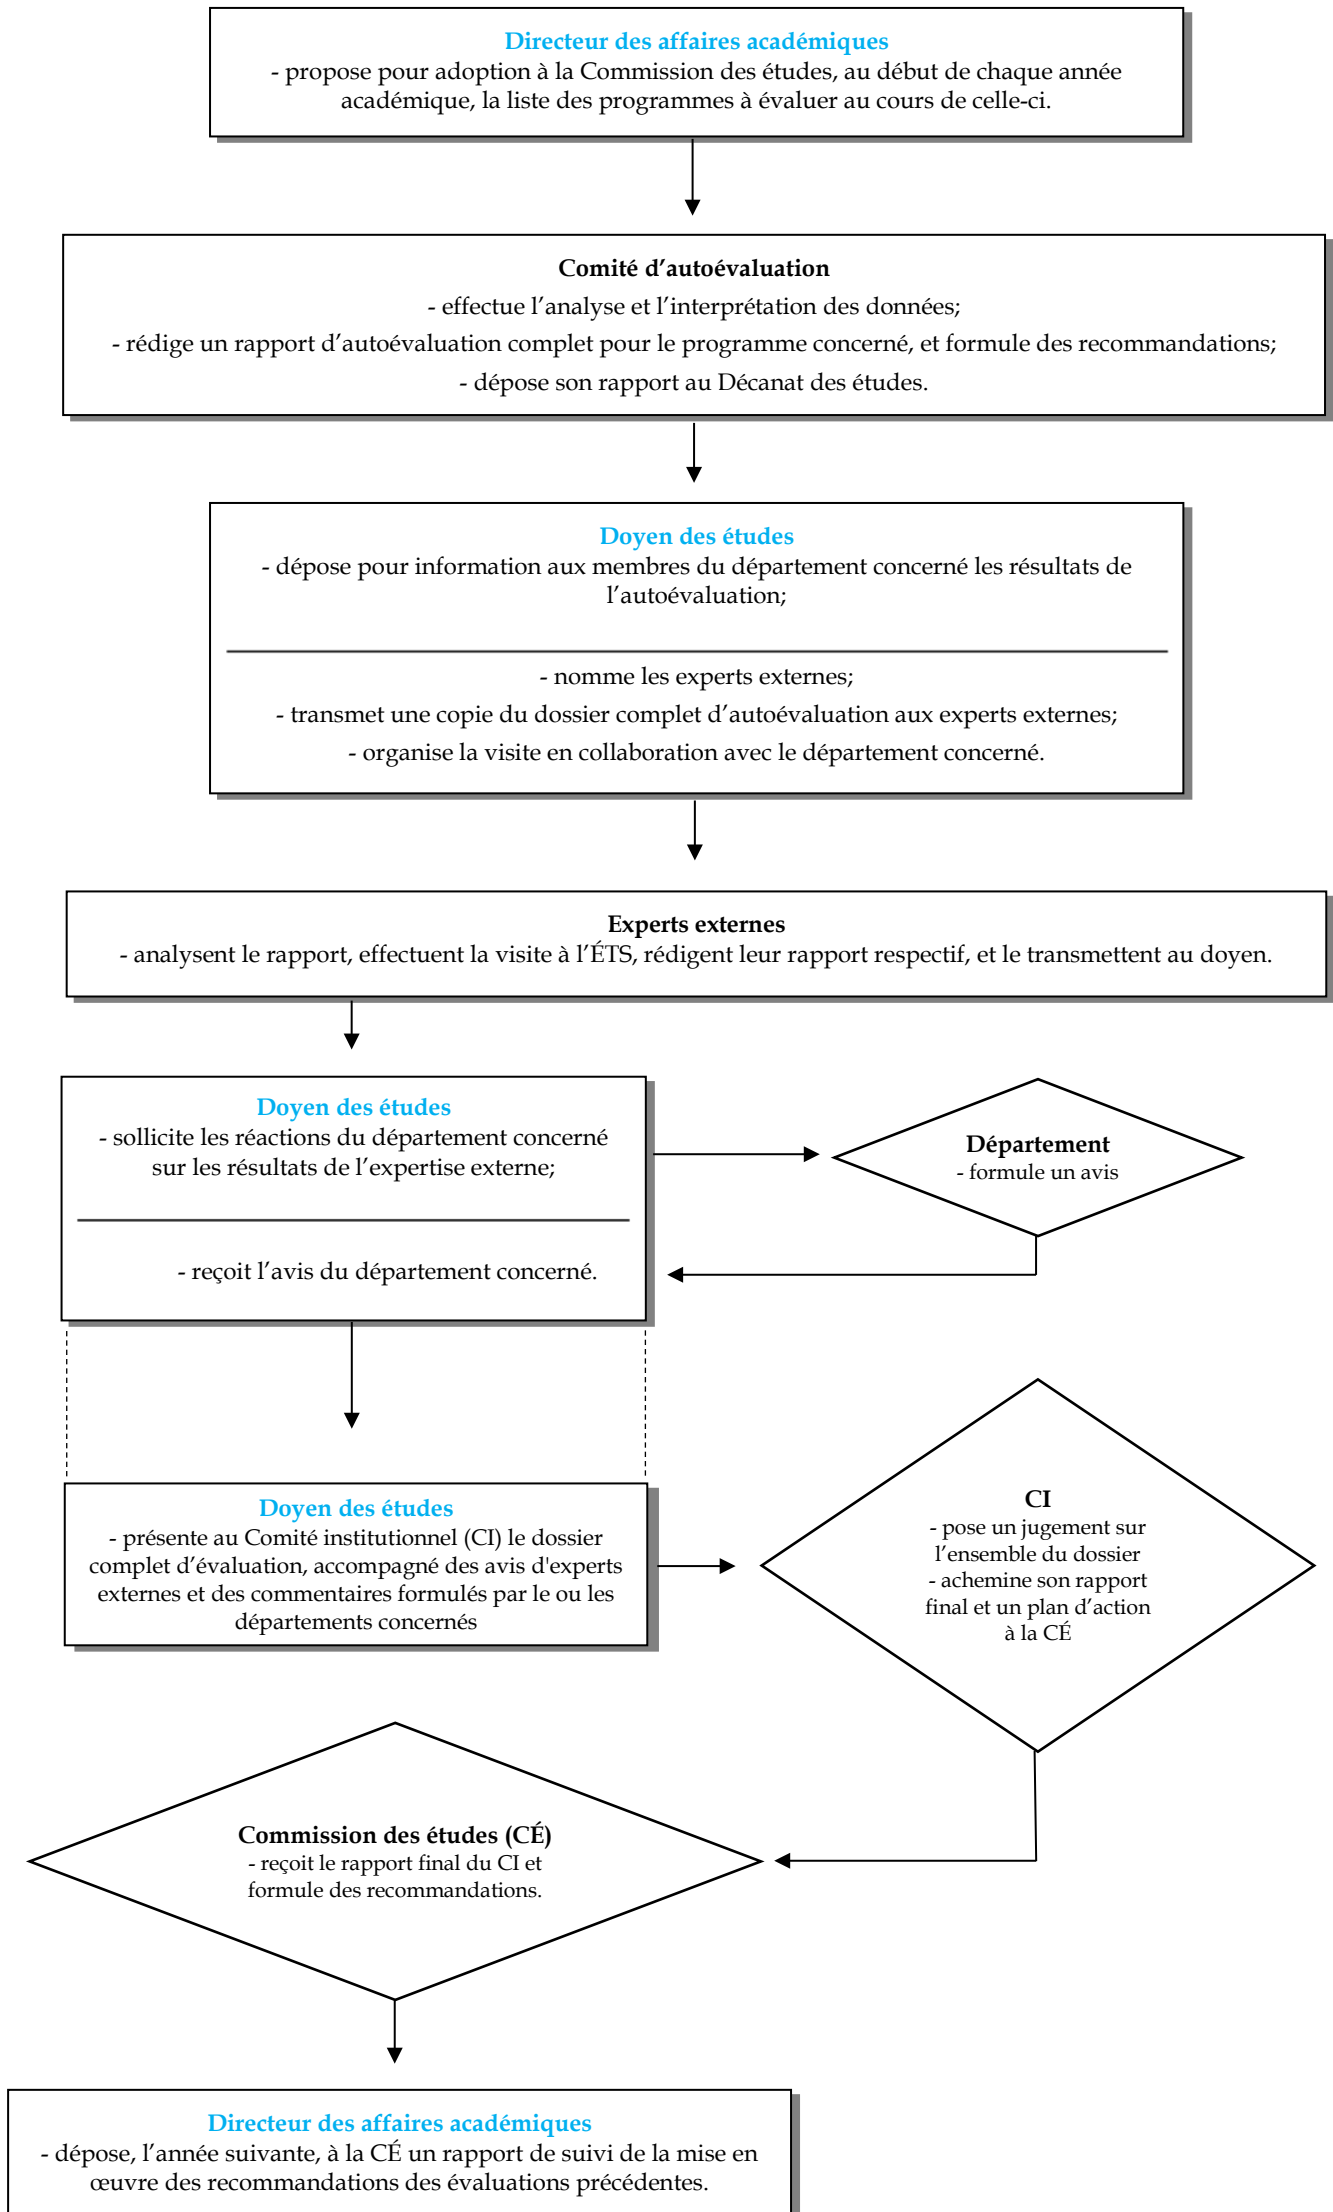 Directeur des affaires académiques
- propose pour adoption à la Commission des études, au début de chaque année
académique, la liste des programmes à évaluer au cours de celle-ci.
Comité d’autoévaluation
- effectue l’analyse et l’interprétation des données;
- rédige un rapport d’autoévaluation complet pour le programme concerné, et formule des recommandations;
- dépose son rapport au Décanat des études.
Doyen des études
- dépose pour information aux membres du département concerné les résultats de
l’autoévaluation;
- nomme les experts externes;
- transmet une copie du dossier complet d’autoévaluation aux experts externes;
- organise la visite en collaboration avec le département concerné.
Experts externes
- analysent le rapport, effectuent la visite à l’ÉTS, rédigent leur rapport respectif, et le transmettent au doyen.
Doyen des études
- sollicite les réactions du département concerné
sur les résultats de l’expertise externe;
- reçoit l’avis du département concerné.
Département
- formule un avis
Doyen des études
- présente au Comité institutionnel (CI) le dossier
complet d’évaluation, accompagné des avis d'experts
externes et des commentaires formulés par le ou les
départements concernés
CI
- pose un jugement sur
l’ensemble du dossier
- achemine son rapport
final et un plan d’action
à la CÉ
Commission des études (CÉ)
- reçoit le rapport final du CI et
formule des recommandations.
Directeur des affaires académiques
- dépose, l’année suivante, à la CÉ un rapport de suivi de la mise en
œuvre des recommandations des évaluations précédentes.